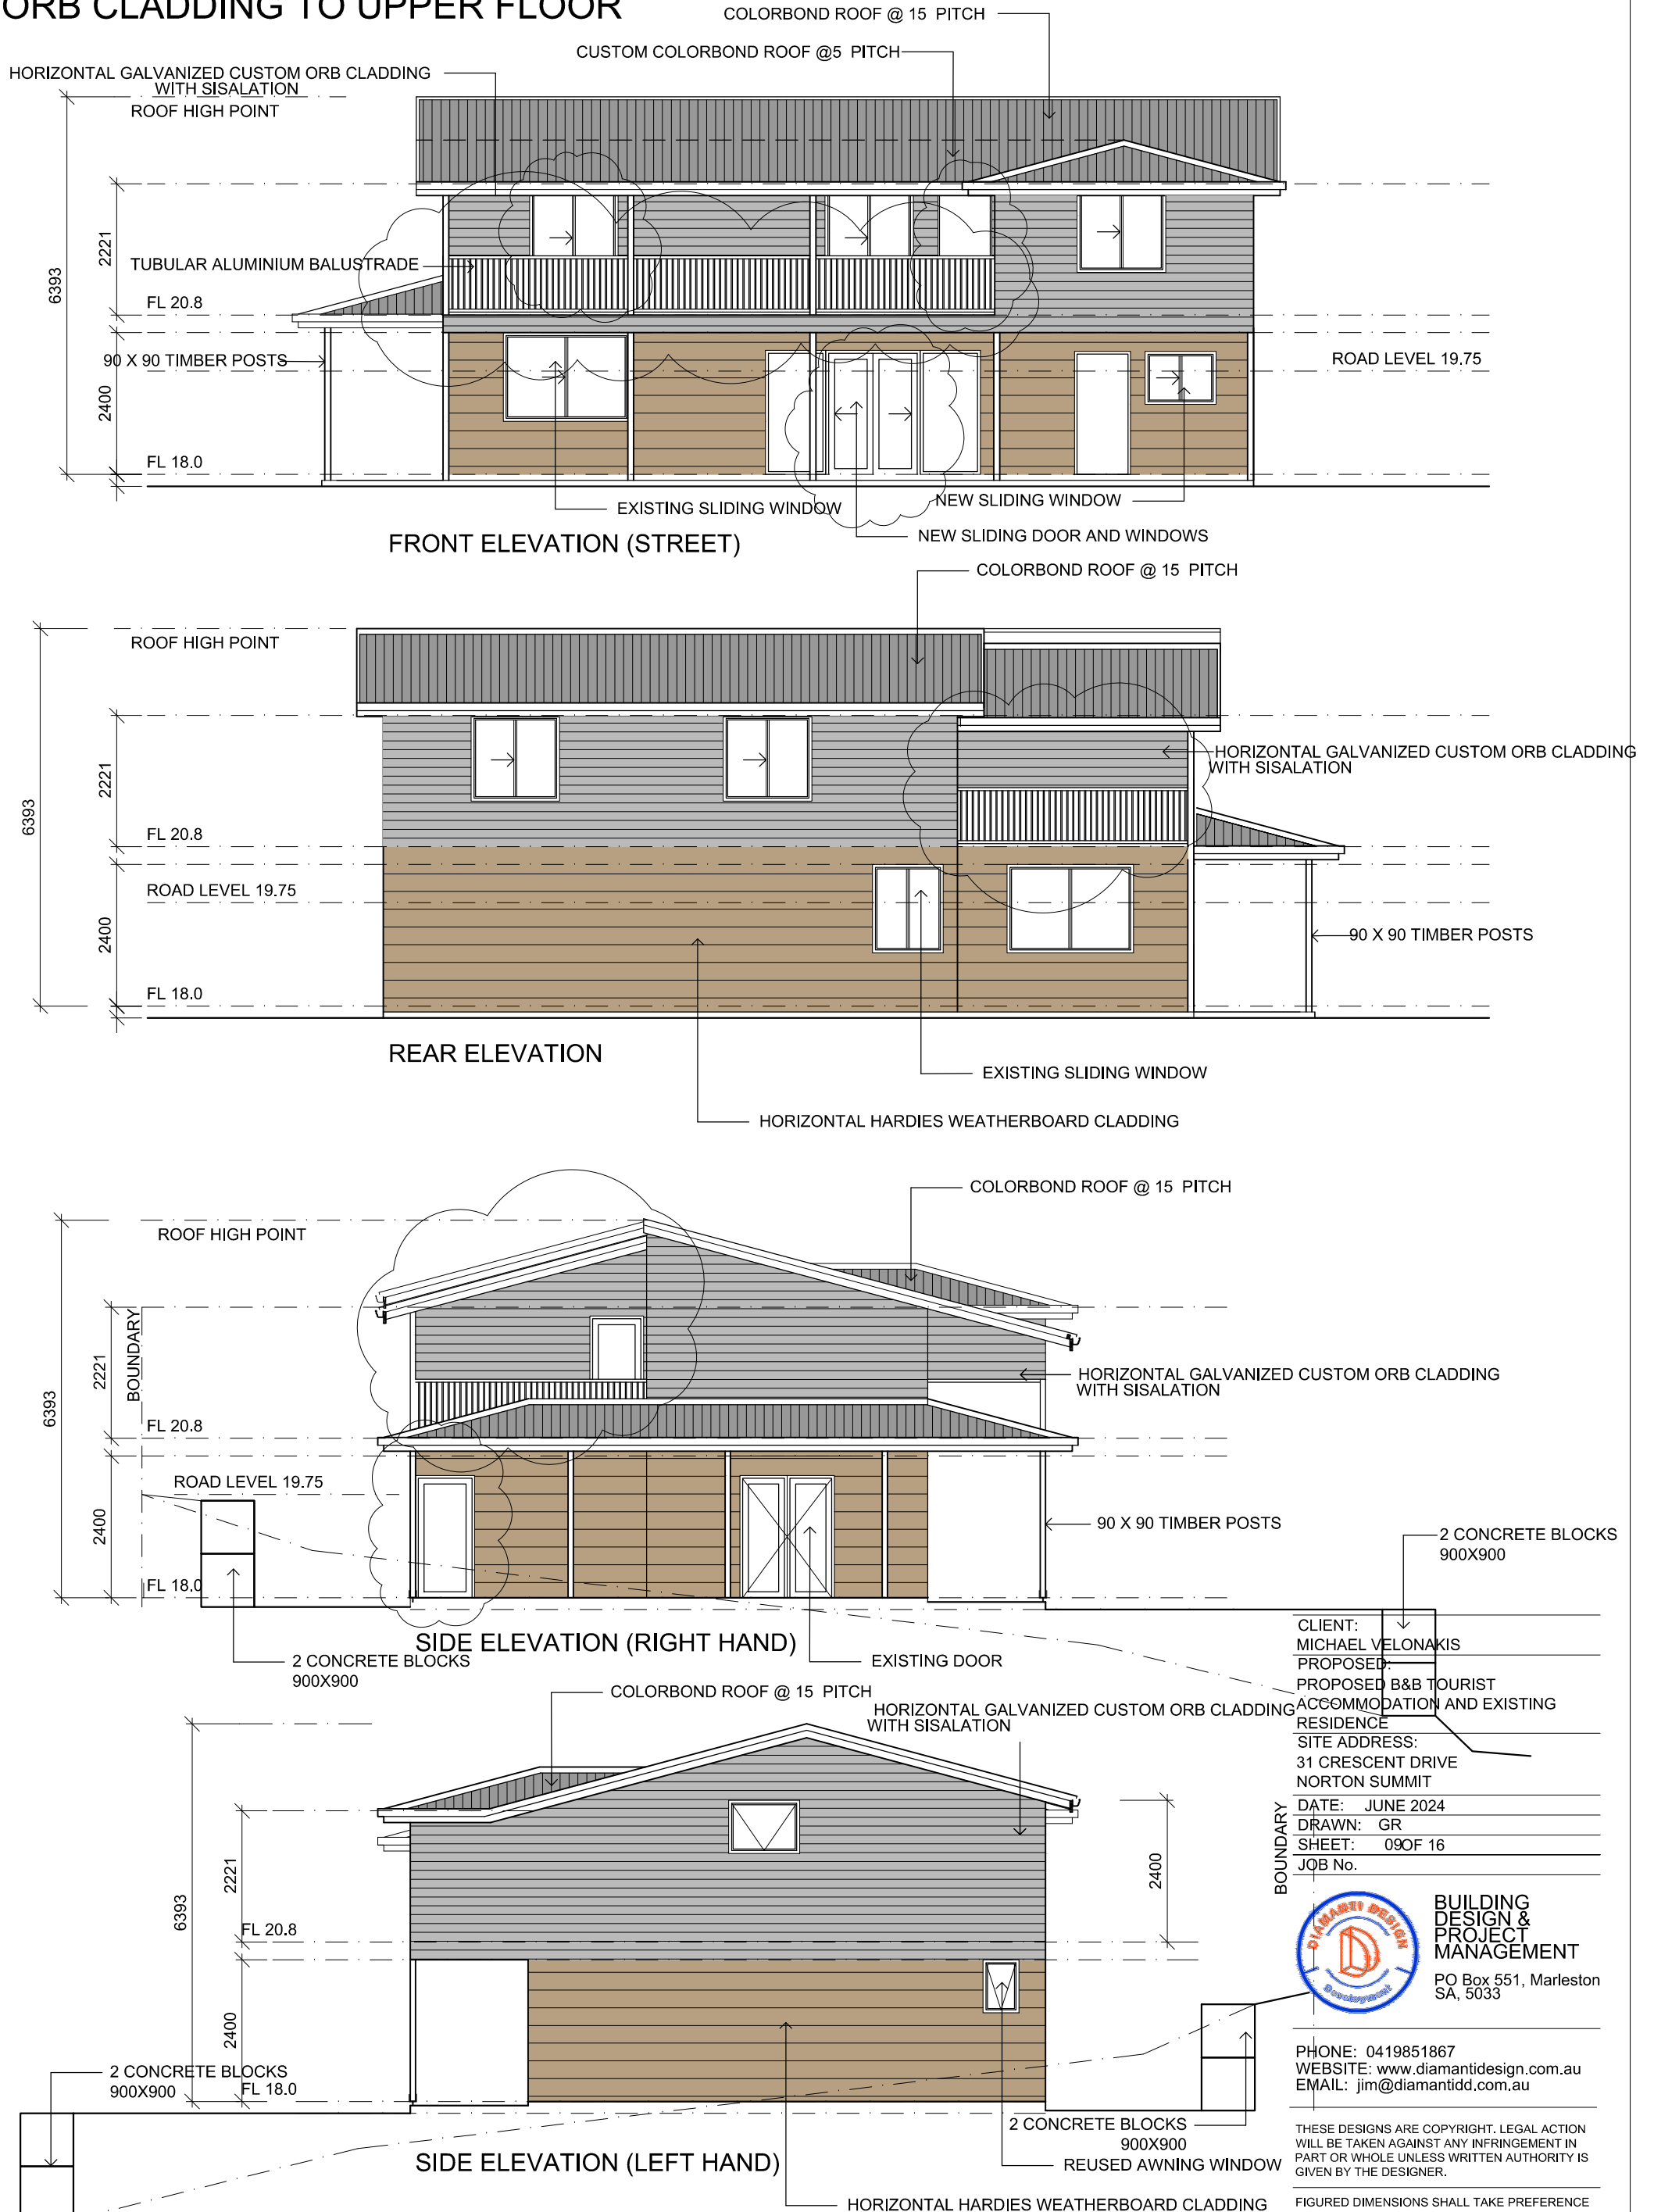 ORB CLADDING TO UPPER FLOOR
COLORBOND ROOF @ 15 PITCH
CUSTOM COLORBOND ROOF @5 PITCH
HORIZONTAL GALVANIZED CUSTOM ORB CLADDING
WITH SISALATION
ROOF HIGH POINT
6393
2221
TUBULAR ALUMINIUM BALUSTRADE
FL 20.8
90 X 90 TIMBER POSTS
ROAD LEVEL 19.75
2400
FL 18.0
EXISTING SLIDING WINDOW
NEW SLIDING WINDOW
NEW SLIDING DOOR AND WINDOWS
FRONT ELEVATION (STREET)
COLORBOND ROOF @ 15 PITCH
ROOF HIGH POINT
6393
2221
HORIZONTAL GALVANIZED CUSTOM ORB CLADDING
WITH SISALATION
FL 20.8
ROAD LEVEL 19.75
2400
90 X 90 TIMBER POSTS
FL 18.0
REAR ELEVATION
EXISTING SLIDING WINDOW
HORIZONTAL HARDIES WEATHERBOARD CLADDING
COLORBOND ROOF @ 15 PITCH
ROOF HIGH POINT
6393
2221
BOUNDARY
HORIZONTAL GALVANIZED CUSTOM ORB CLADDING
WITH SISALATION
FL 20.8
ROAD LEVEL 19.75
2400
90 X 90 TIMBER POSTS
2 CONCRETE BLOCKS
900X900
FL 18.0
SIDE ELEVATION (RIGHT HAND)
2 CONCRETE BLOCKS
900X900
EXISTING DOOR
COLORBOND ROOF @ 15 PITCH
HORIZONTAL GALVANIZED CUSTOM ORB CLADDING
WITH SISALATION
6393
2221
2400
BOUNDARY
FL 20.8
2400
2 CONCRETE BLOCKS
900X900
FL 18.0
2 CONCRETE BLOCKS
900X900
REUSED AWNING WINDOW
SIDE ELEVATION (LEFT HAND)
HORIZONTAL HARDIES WEATHERBOARD CLADDING
CLIENT:
MICHAEL VELONAKIS
PROPOSED:
PROPOSED B&B TOURIST
ACCOMMODATION AND EXISTING
RESIDENCE
SITE ADDRESS:
31 CRESCENT DRIVE
NORTON SUMMIT
DATE: JUNE 2024
DRAWN: GR
SHEET: 09OF 16
JOB No.
DIAMANTI DESIGN
Development
BUILDING
DESIGN &
PROJECT
MANAGEMENT
PO Box 551, Marleston
SA, 5033
PHONE: 0419851867
WEBSITE: www.diamantidesign.com.au
EMAIL: jim@diamantidd.com.au
THESE DESIGNS ARE COPYRIGHT. LEGAL ACTION
WILL BE TAKEN AGAINST ANY INFRINGEMENT IN
PART OR WHOLE UNLESS WRITTEN AUTHORITY IS
GIVEN BY THE DESIGNER.
FIGURED DIMENSIONS SHALL TAKE PREFERENCE